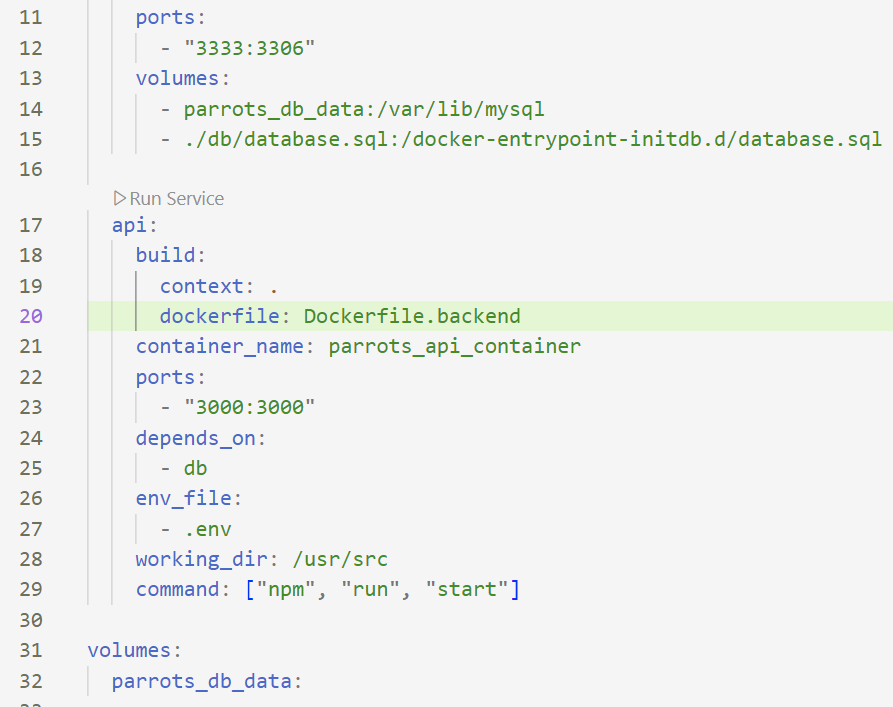 11 ports:
12 - "3333:3306"
13 volumes:
14 - parrots_db_data:/var/lib/mysql
15 - ./db/database.sql:/docker-entrypoint-initdb.d/database.sql
16
Run Service
17 api:
18 build:
19 context: .
20 dockerfile: Dockerfile.backend
21 container_name: parrots_api_container
22 ports:
23 - "3000:3000"
24 depends_on:
25 - db
26 env_file:
27 - .env
28 working_dir: /usr/src
29 command: ["npm", "run", "start"]
30
31 volumes:
32 parrots_db_data: